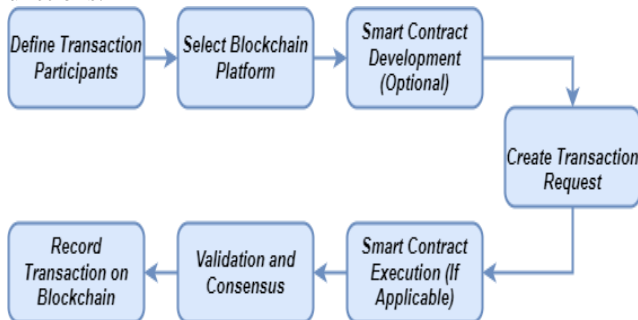 Define Transaction
Participants
Select Blockchain
Platform
Smart Contract
Development
(Optional)
Create Transaction
Request
Smart Contract
Execution (If
Applicable)
Validation and
Consensus
Record
Transaction on
Blockchain